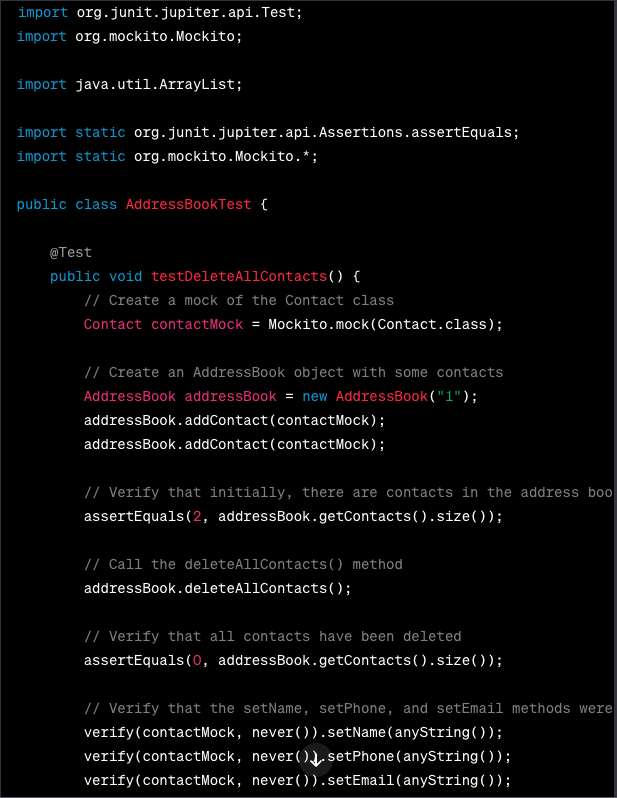 import org.junit.jupiter.api.Test;
import org.mockito.Mockito;
import java.util.ArrayList;
import static org.junit.jupiter.api.Assertions.assertEquals;
import static org.mockito.Mockito.*;
public class AddressBookTest {
@Test
public void testDeleteAllContacts() {
// Create a mock of the Contact class
Contact contactMock = Mockito.mock(Contact.class);
// Create an AddressBook object with some contacts
AddressBook addressBook = new AddressBook("1");
addressBook.addContact(contactMock);
addressBook.addContact(contactMock);
// Verify that initially, there are contacts in the address boo
assertEquals(2, addressBook.getContacts().size());
// Call the deleteAllContacts() method
addressBook.deleteAllContacts();
// Verify that all contacts have been deleted
assertEquals(0, addressBook.getContacts().size());
// Verify that the setName, setPhone, and setEmail methods were
verify(contactMock, never()).setName(anyString());
verify(contactMock, never()).setPhone(anyString());
verify(contactMock, never()).setEmail(anyString());